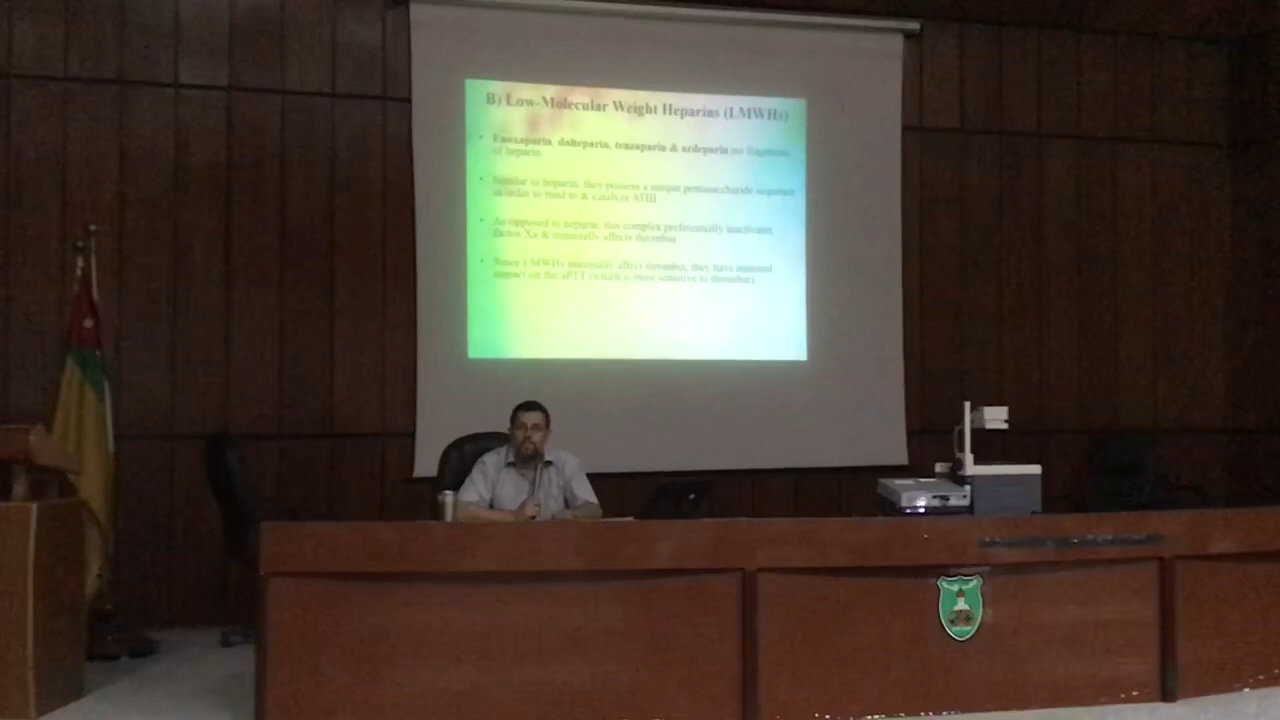 B) Low-Molecular Weight Heparins (LMWHs)
• Enoxaparin, dalteparin, tinzaparin & ardeparin are fragments
of heparin.
• Similar to heparin, they possess a unique pentasaccharide sequence
in order to bind to & catalyze ATIII
• As opposed to heparin, this complex preferentially inactivates
factor Xa & minimally affects thrombin
• Since LMWHs minimally affect thrombin, they have minimal
impact on the aPTT (which is most sensitive to thrombin).